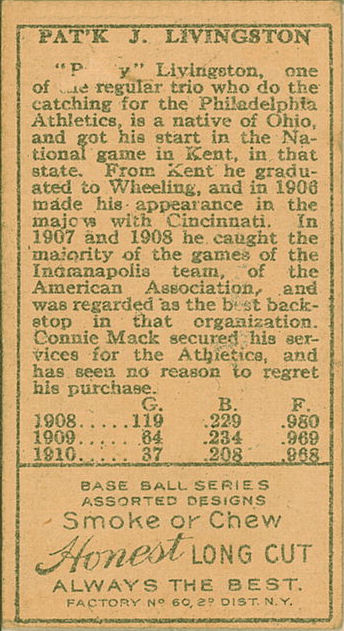 PAT'K J. LIVINGSTON
Livingston, one
of regular trio who do the
catching for the Philadelphia
Athletics, is a native of Ohio,
and got his start in the Na-
tional game in Kent, in that
state. From Kent he gradu-
ated to Wheeling, and in 1906
made his appearance in the
majors with Cincinnati. In
1907 and 1908 he caught the
majority of the games of the
Indianapolis team, of the
American Association, and
was regarded as the best back-
stop in that organization.
Connie Mack secured his ser-
vices for the Athletics, and
has seen no reason to regret
his purchase.
G. B. F.
1908.....119 .229 .980
1909.....64 .234 .969
1910.....37 .208 .968
BASE BALL SERIES
ASSORTED DESIGNS
Smoke or Chew
Honest LONG CUT
ALWAYS THE BEST.
FACTORY Nº 60, 2º DIST. N.Y.